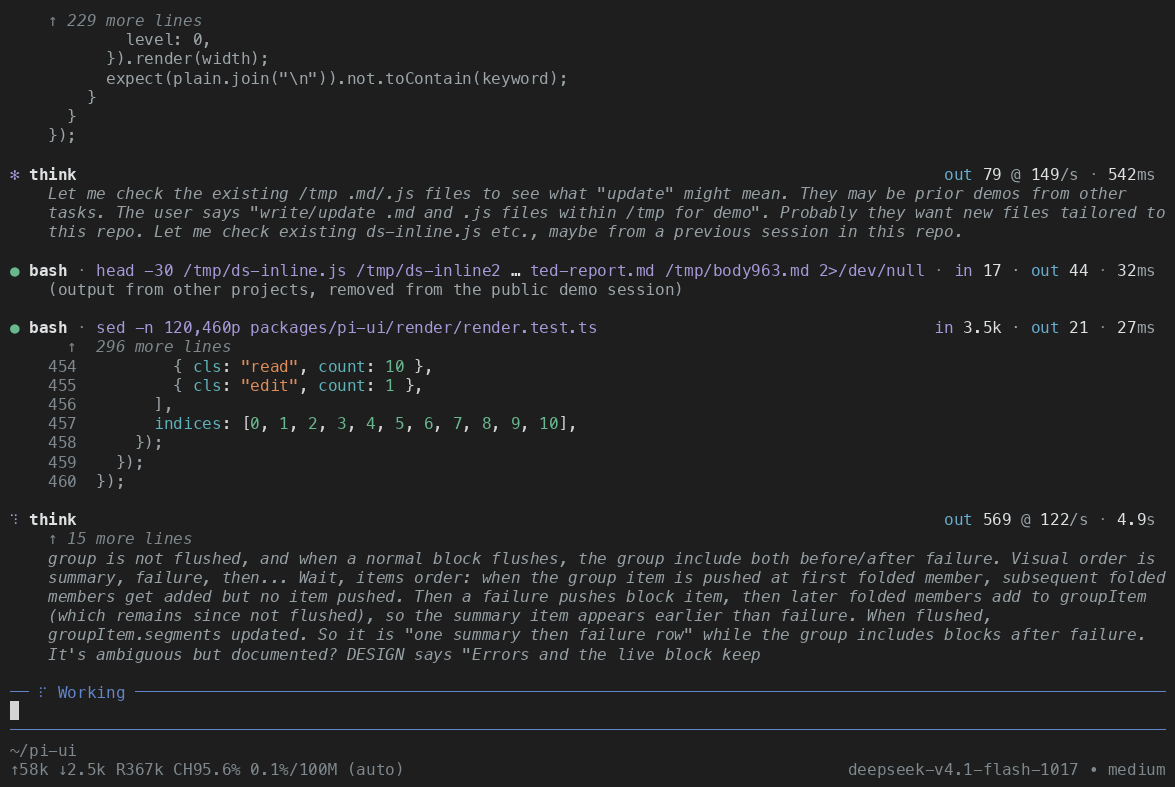 ↑ 229 more lines
level: 0,
}).render(width);
expect(plain.join("\n")).not.toContain(keyword);
}
}
});
✻ think out 79 @ 149/s · 542ms
Let me check the existing /tmp .md/.js files to see what "update" might mean. They may be prior demos from other
tasks. The user says "write/update .md and .js files within /tmp for demo". Probably they want new files tailored to
this repo. Let me check existing ds-inline.js etc., maybe from a previous session in this repo.
● bash · head -30 /tmp/ds-inline.js /tmp/ds-inline2 … ted-report.md /tmp/body963.md 2>/dev/null · in 17 · out 44 · 32ms
(output from other projects, removed from the public demo session)
● bash · sed -n 120,460p packages/pi-ui/render/render.test.ts in 3.5k · out 21 · 27ms
↑ 296 more lines
454 { cls: "read", count: 10 },
455 { cls: "edit", count: 1 },
456 ],
457 indices: [0, 1, 2, 3, 4, 5, 6, 7, 8, 9, 10],
458 });
459 });
460 });
⠹ think out 569 @ 122/s · 4.9s
↑ 15 more lines
group is not flushed, and when a normal block flushes, the group include both before/after failure. Visual order is
summary, failure, then... Wait, items order: when the group item is pushed at first folded member, subsequent folded
members get added but no item pushed. Then a failure pushes block item, then later folded members add to groupItem
(which remains since not flushed), so the summary item appears earlier than failure. When flushed,
groupItem.segments updated. So it is "one summary then failure row" while the group includes blocks after failure.
It's ambiguous but documented? DESIGN says "Errors and the live block keep
⠏ Working
~/pi-ui
↑58k ↓2.5k R367k CH95.6% 0.1%/100M (auto) deepseek-v4.1-flash-1017 • medium